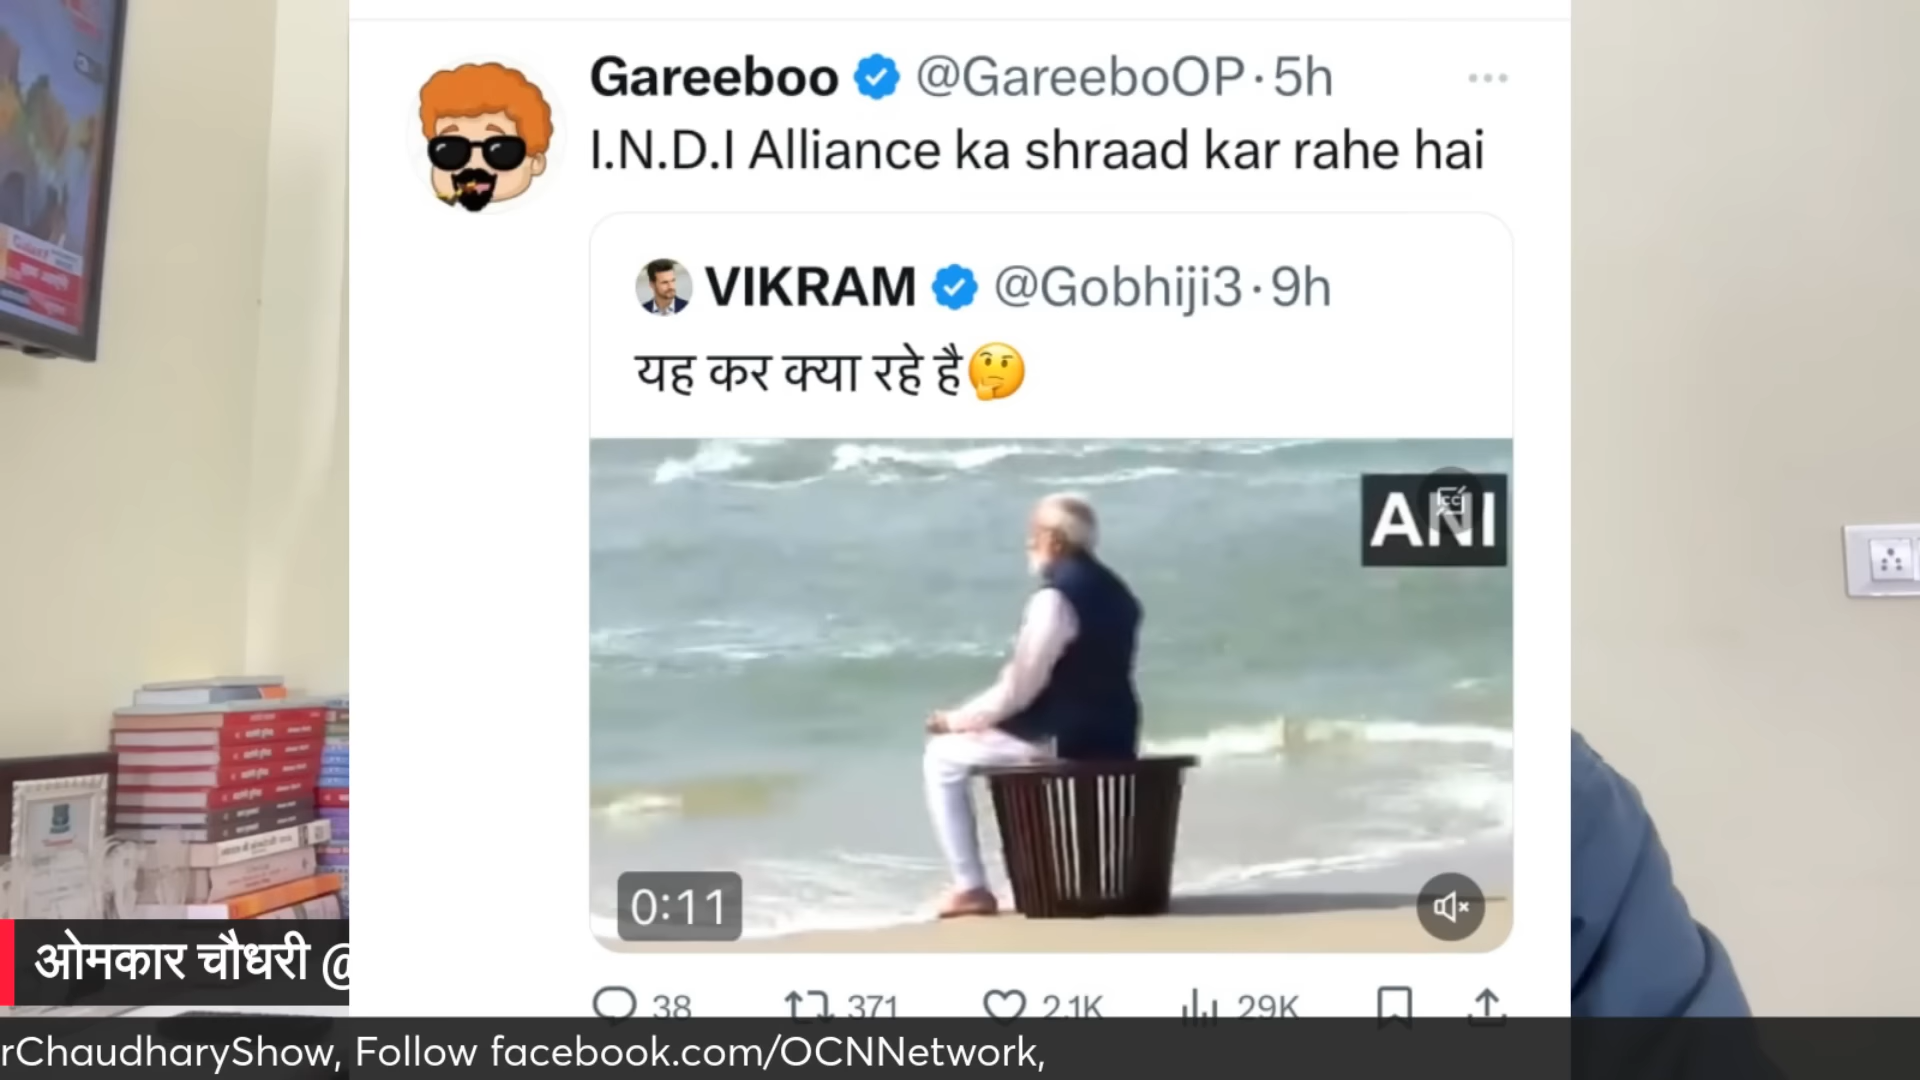 Gareeboo @GareeboOP · 5h
I.N.D.I Alliance ka shraad kar rahe hai
VIKRAM @Gobhiji3 · 9h
यह कर क्या रहे है🤔
ANI
0:11
38 371 2.1K 29K
ओमकार चौधरी @
rChaudharyShow, Follow facebook.com/OCNNetwork,